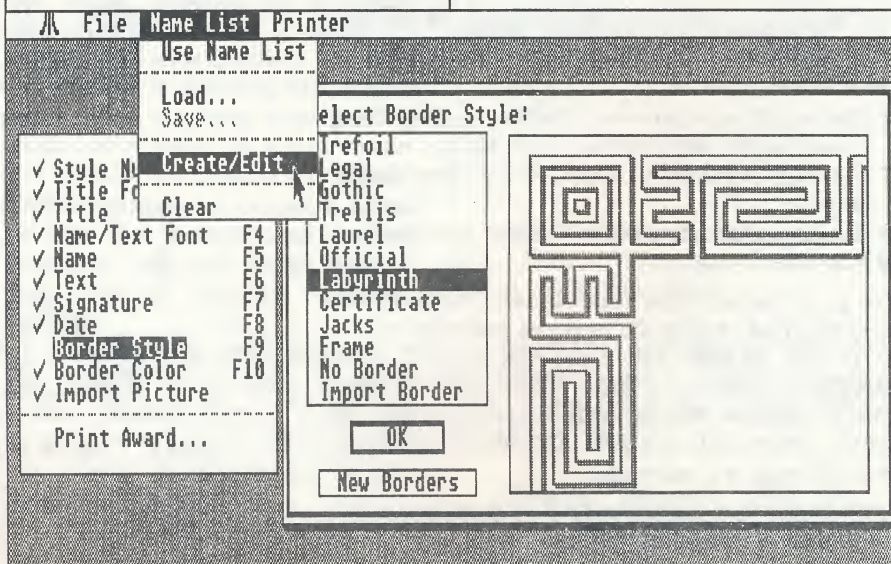 File Name List Printer
Use Name List
Load...
Save...
Create/Edit
Clear
✓ Style Nu
✓ Title Fo
✓ Title
✓ Name/Text Font F4
✓ Name F5
✓ Text F6
✓ Signature F7
✓ Date F8
Border Style F9
✓ Border Color F10
✓ Import Picture
Print Award...
elect Border Style:
Trefoil
Legal
Gothic
Trellis
Laurel
Official
Labyrinth
Certificate
Jacks
Frame
No Border
Import Border
OK
New Borders